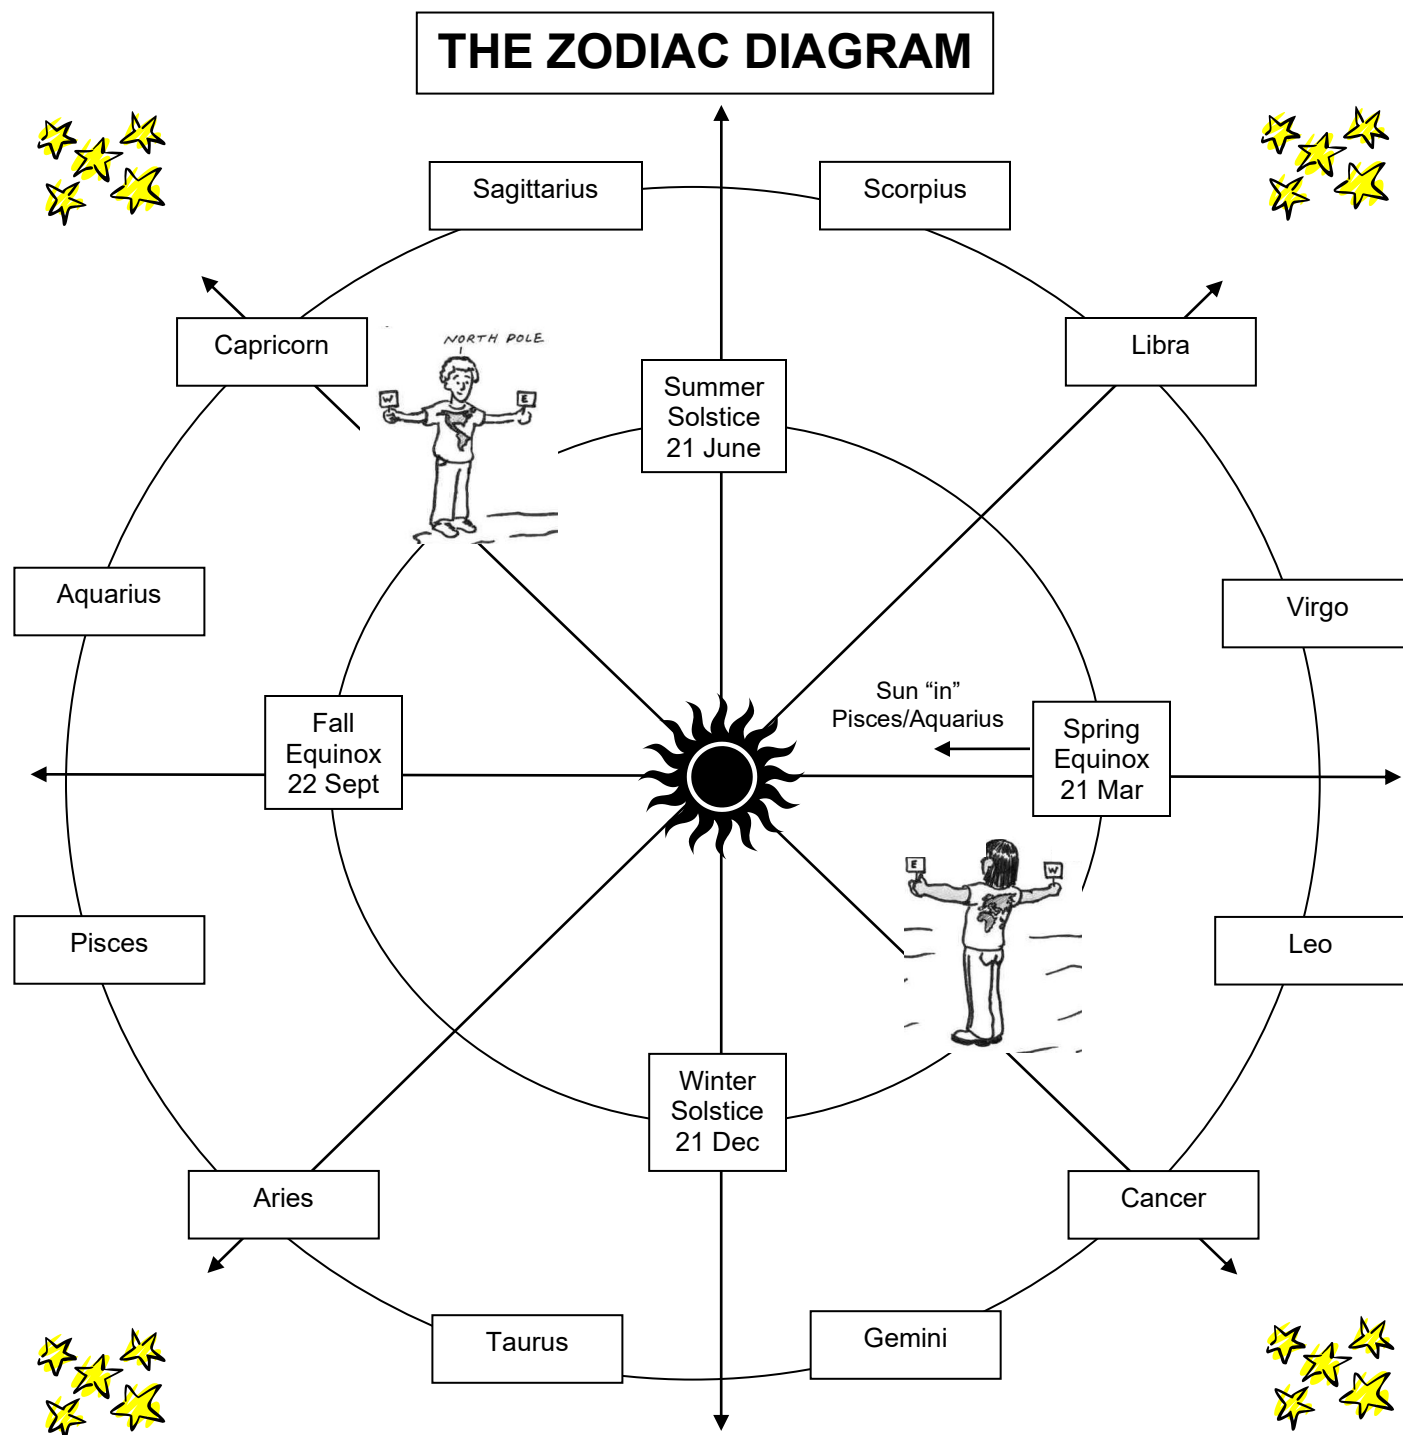 THE ZODIAC DIAGRAM
Sagittarius
Scorpius
Capricorn
NORTH POLE
W
E
Libra
Summer
Solstice
21 June
Aquarius
Virgo
Sun “in”
Pisces/Aquarius
Fall
Equinox
22 Sept
Spring
Equinox
21 Mar
E
W
Pisces
Leo
Winter
Solstice
21 Dec
Aries
Cancer
Taurus
Gemini